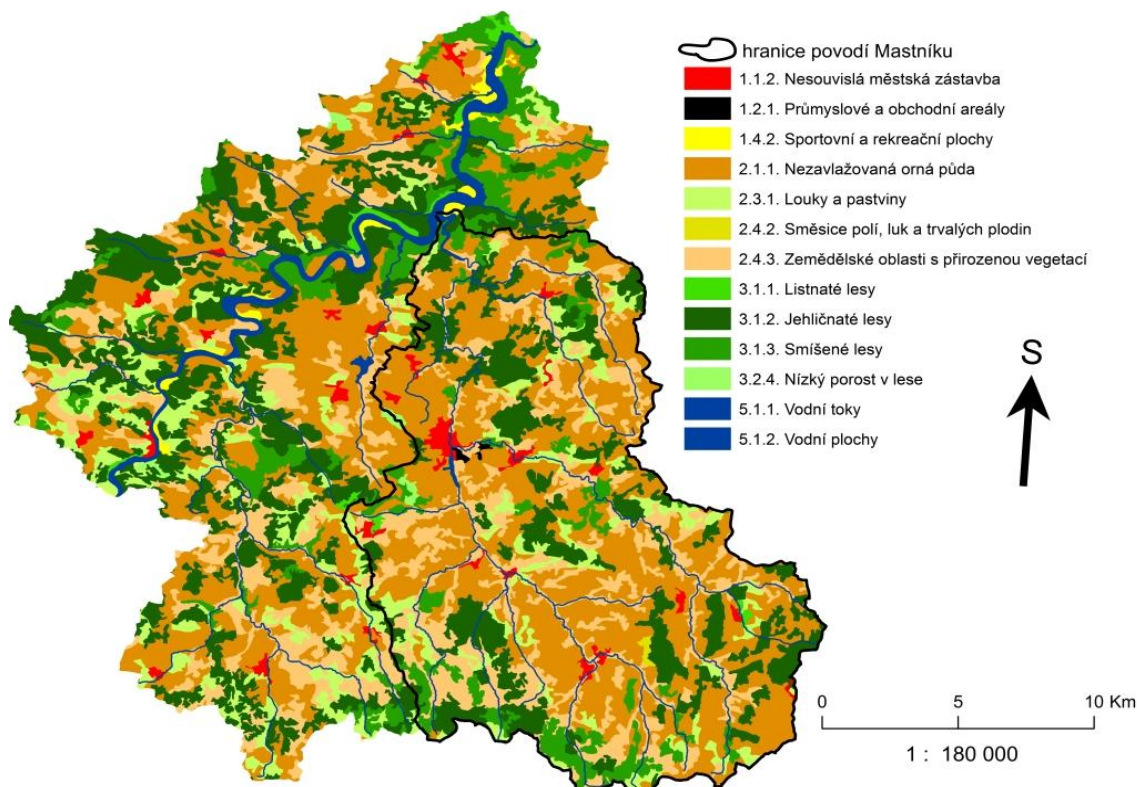 hranice povodí Mastníku
1.1.2. Nesouvislá městská zástavba
1.2.1. Průmyslové a obchodní areály
1.4.2. Sportovní a rekreační plochy
2.1.1. Nezavlažovaná orná půda
2.3.1. Louky a pastviny
2.4.2. Směsice polí, luk a trvalých plodin
2.4.3. Zemědělské oblasti s přirozenou vegetací
3.1.1. Listnaté lesy
3.1.2. Jehličnaté lesy
3.1.3. Smíšené lesy
3.2.4. Nízký porost v lese
5.1.1. Vodní toky
5.1.2. Vodní plochy
S
0 5 10 Km
1 : 180 000